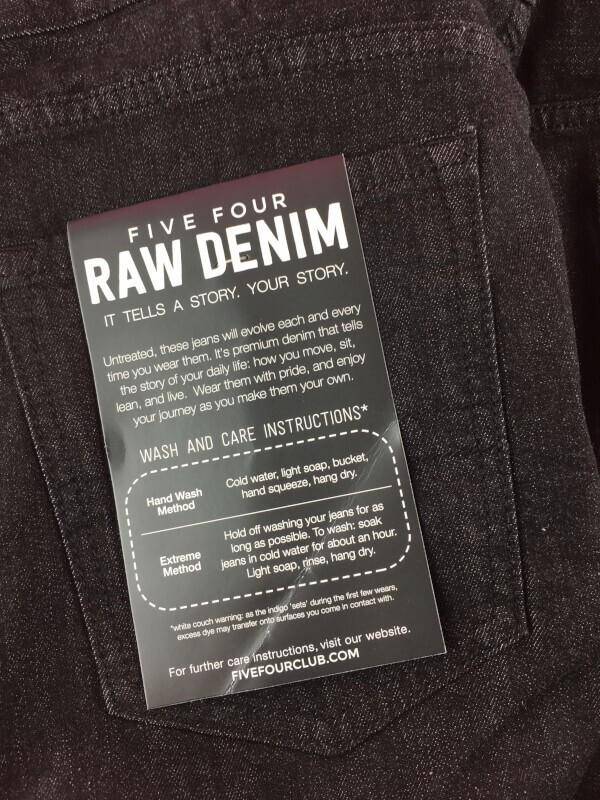 FIVE FOUR
RAW DENIM
IT TELLS A STORY. YOUR STORY.
Untreated, these jeans will evolve each and every
time you wear them. It's premium denim that tells
the story of your daily life: how you move, sit,
lean, and live. Wear them with pride, and enjoy
your journey as you make them your own.
WASH AND CARE INSTRUCTIONS*
Hand Wash
Method
Cold water, light soap, bucket,
hand squeeze, hang dry.
Extreme
Method
Hold off washing your jeans for as
long as possible. To wash: soak
jeans in cold water for about an hour.
Light soap, rinse, hang dry.
*white couch warning: as the indigo 'sets' during the first few wears,
excess dye may transfer onto surfaces you come in contact with.
For further care instructions, visit our website.
FIVEFOURCLUB.COM